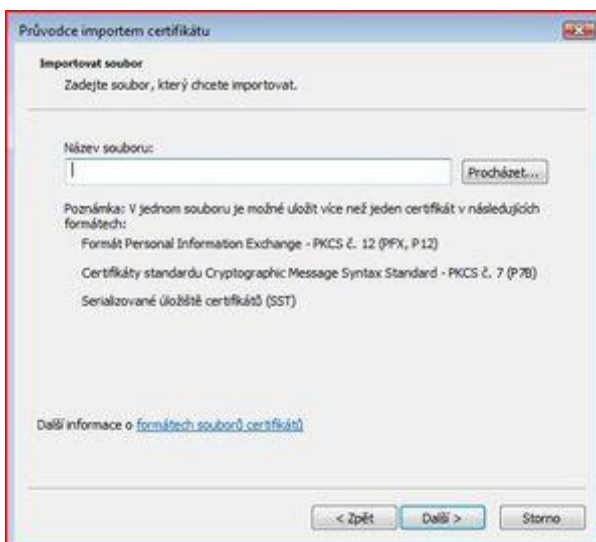 Průvodce importem certifikátu
Importovat soubor
Zadejte soubor, který chcete importovat.
Název souboru:
Procházet...
Poznámka: V jednom souboru je možné uložit více než jeden certifikát v následujících
formátech:
Formát Personal Information Exchange - PKCS č. 12 (PFX, P12)
Certifikáty standardu Cryptographic Message Syntax Standard - PKCS č. 7 (P7B)
Serializované úložiště certifikátů (SST)
Další informace o formátech souborů certifikátů
< Zpět
Další >
Storno